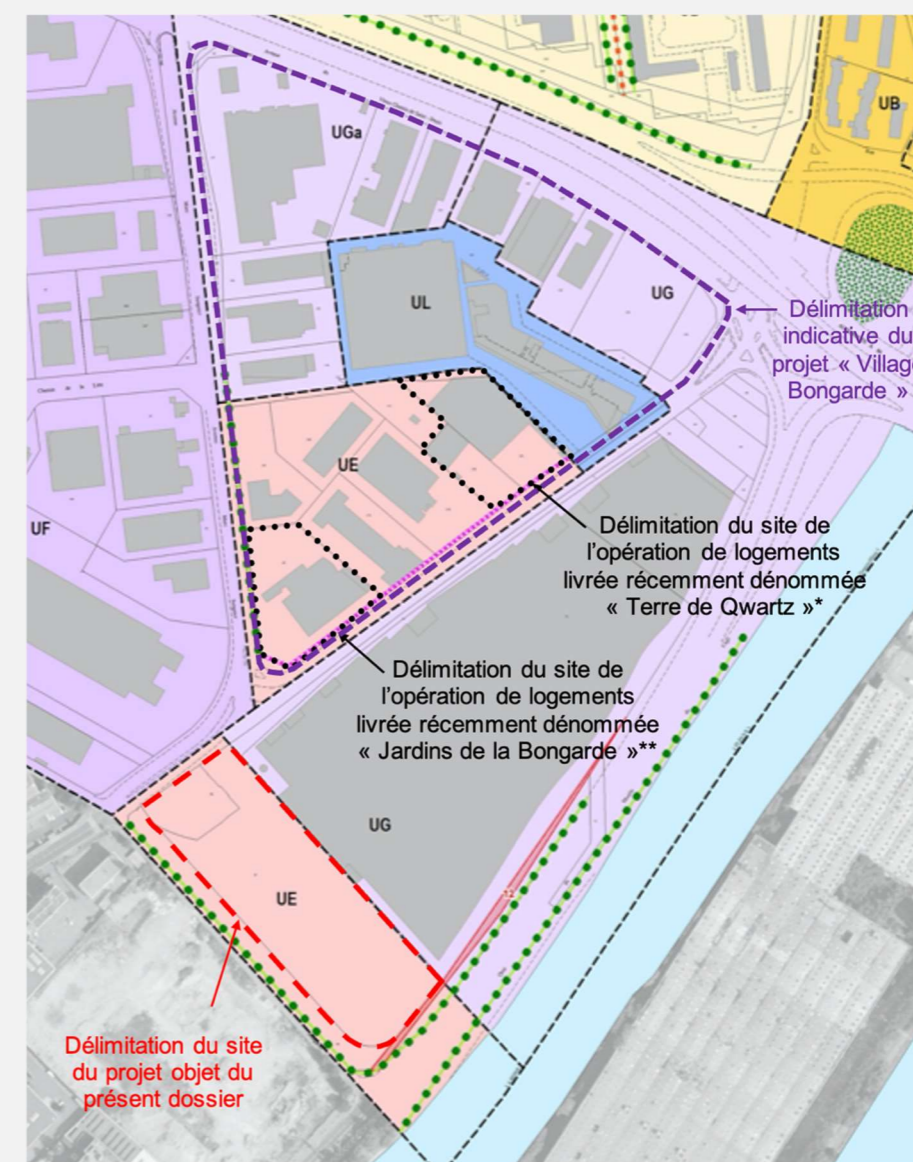 UB
UGa
UG
UL
Délimitation
indicative du
projet « Village
Bongarde »
UE
UF
Délimitation du site de
l'opération de logements
livrée récemment dénommée
« Terre de Qwartz »*
Délimitation du site de
l'opération de logements
livrée récemment dénommée
« Jardins de la Bongarde »**
UG
UE
12
Délimitation du site
du projet objet du
présent dossier